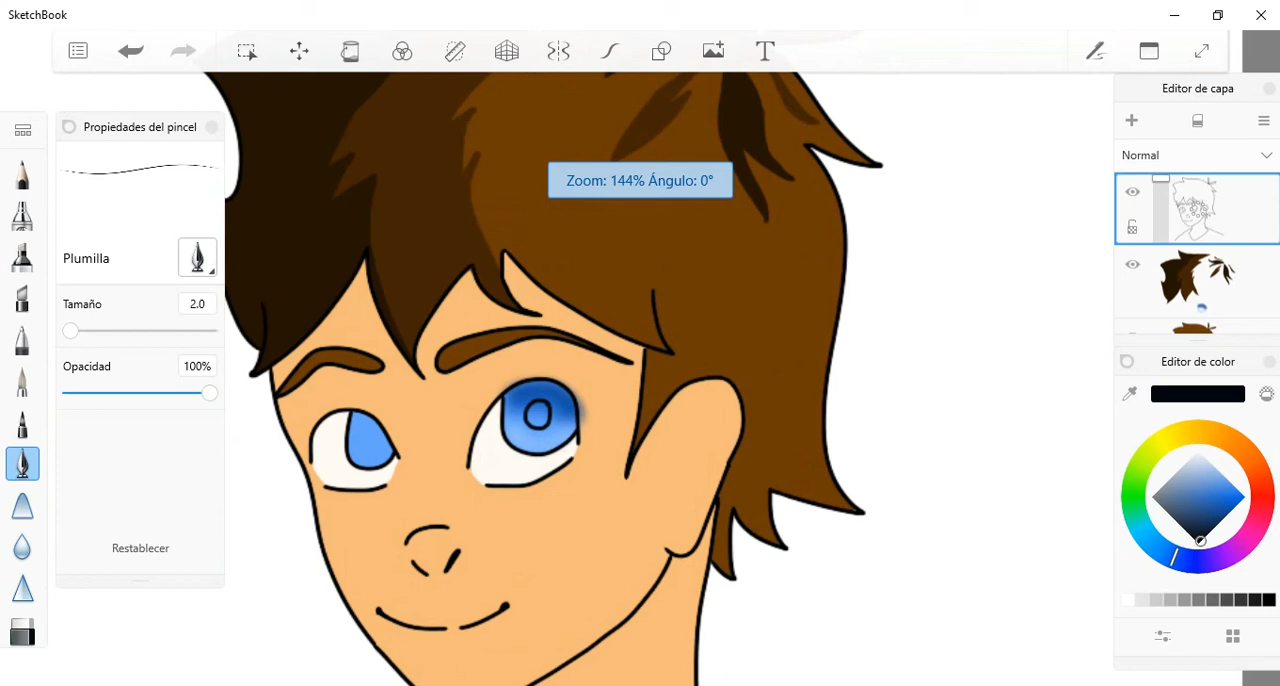 SketchBook
Propiedades del pincel
Plumilla
Tamaño
2.0
Opacidad
100%
Restablecer
Zoom: 144% Ángulo: 0°
Editor de capa
Normal
Editor de color